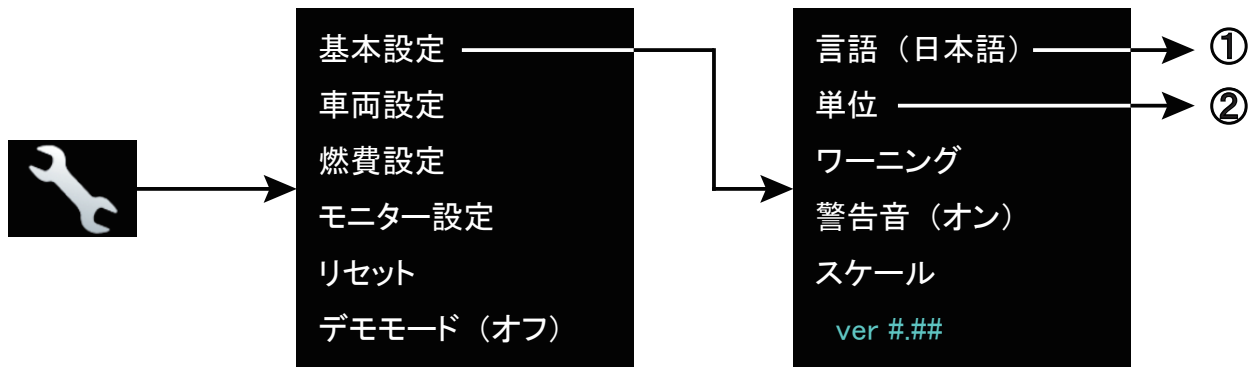 基本設定
車両設定
燃費設定
モニター設定
リセット
デモモード（オフ）
言語（日本語）
単位
ワーニング
警告音（オン）
スケール
ver #.##
①
②